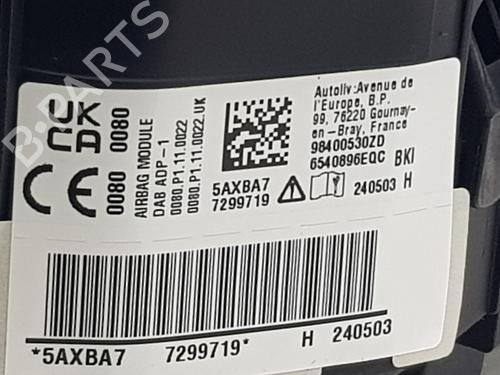 B-PARTS
UK
CA
0080
CE
0080
AIRBAG MODULE
DAB ADP-1
0080.P1.11.0022
0080.P1.11.0022.UK
5AXBA7
7299719
Autoliv:Avenue de
l'Europe, B.P.
99, 76220 Gournay-
en-Bray, France
98400530ZD
6540896EQC BKI
240503 H
*5AXBA7 7299719* H 240503